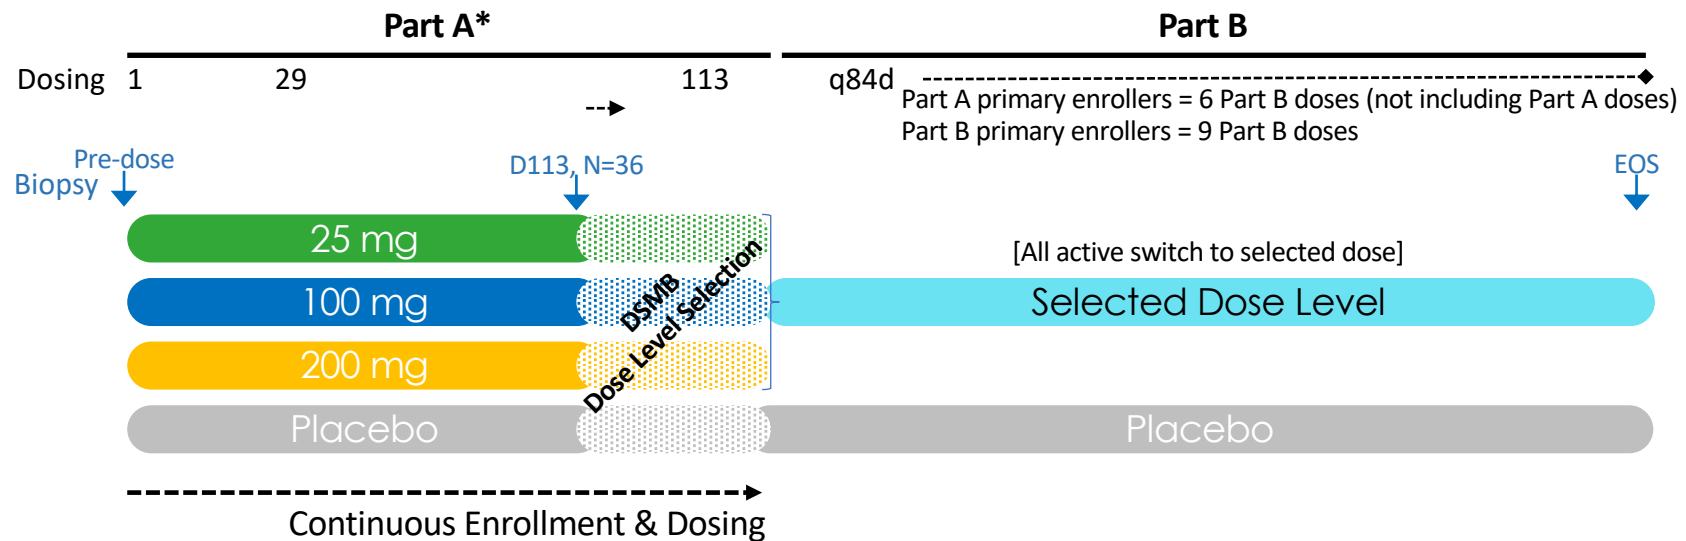 Part A*
Part B
Dosing 1 29 113 q84d
Part A primary enrollers = 6 Part B doses (not including Part A doses)
Part B primary enrollers = 9 Part B doses
Pre-dose
Biopsy
D113, N=36
EOS
25 mg
[All active switch to selected dose]
100 mg
Selected Dose Level
200 mg
DSMB
Dose Level Selection
Placebo
Placebo
Continuous Enrollment & Dosing